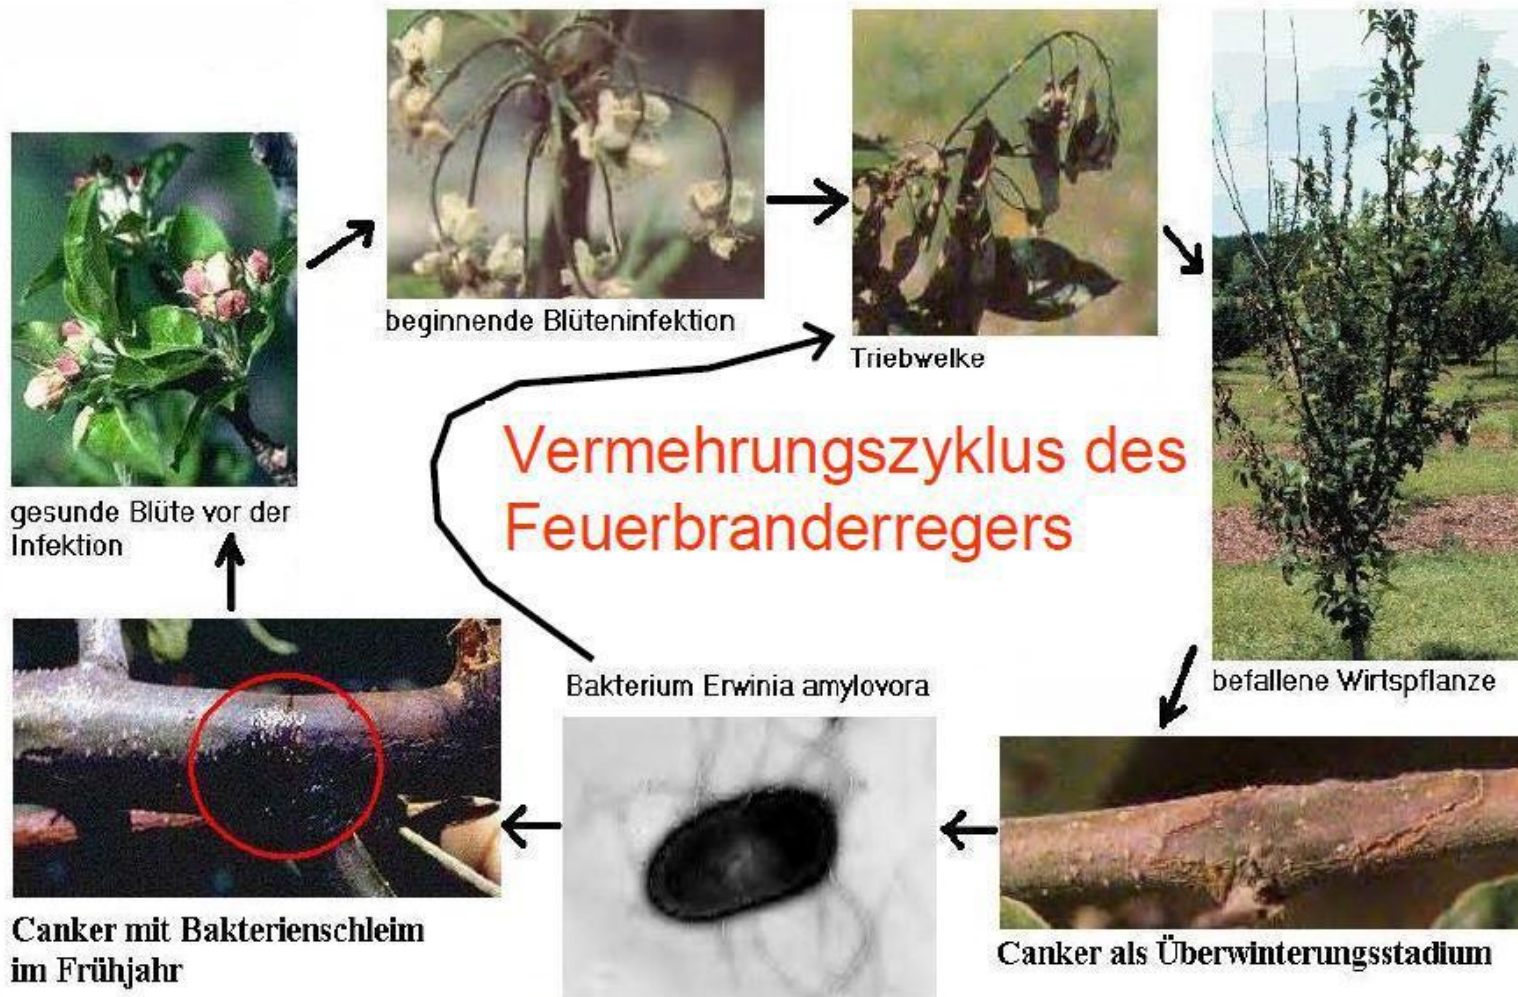 beginnende Blüteninfektion
Triebwelke
gesunde Blüte vor der
Infektion
Vermehrungszyklus des
Feuerbranderregers
Bakterium Erwinia amylovora
befallene Wirtspflanze
Canker mit Bakterienschleim
im Frühjahr
Canker als Überwinterungsstadium